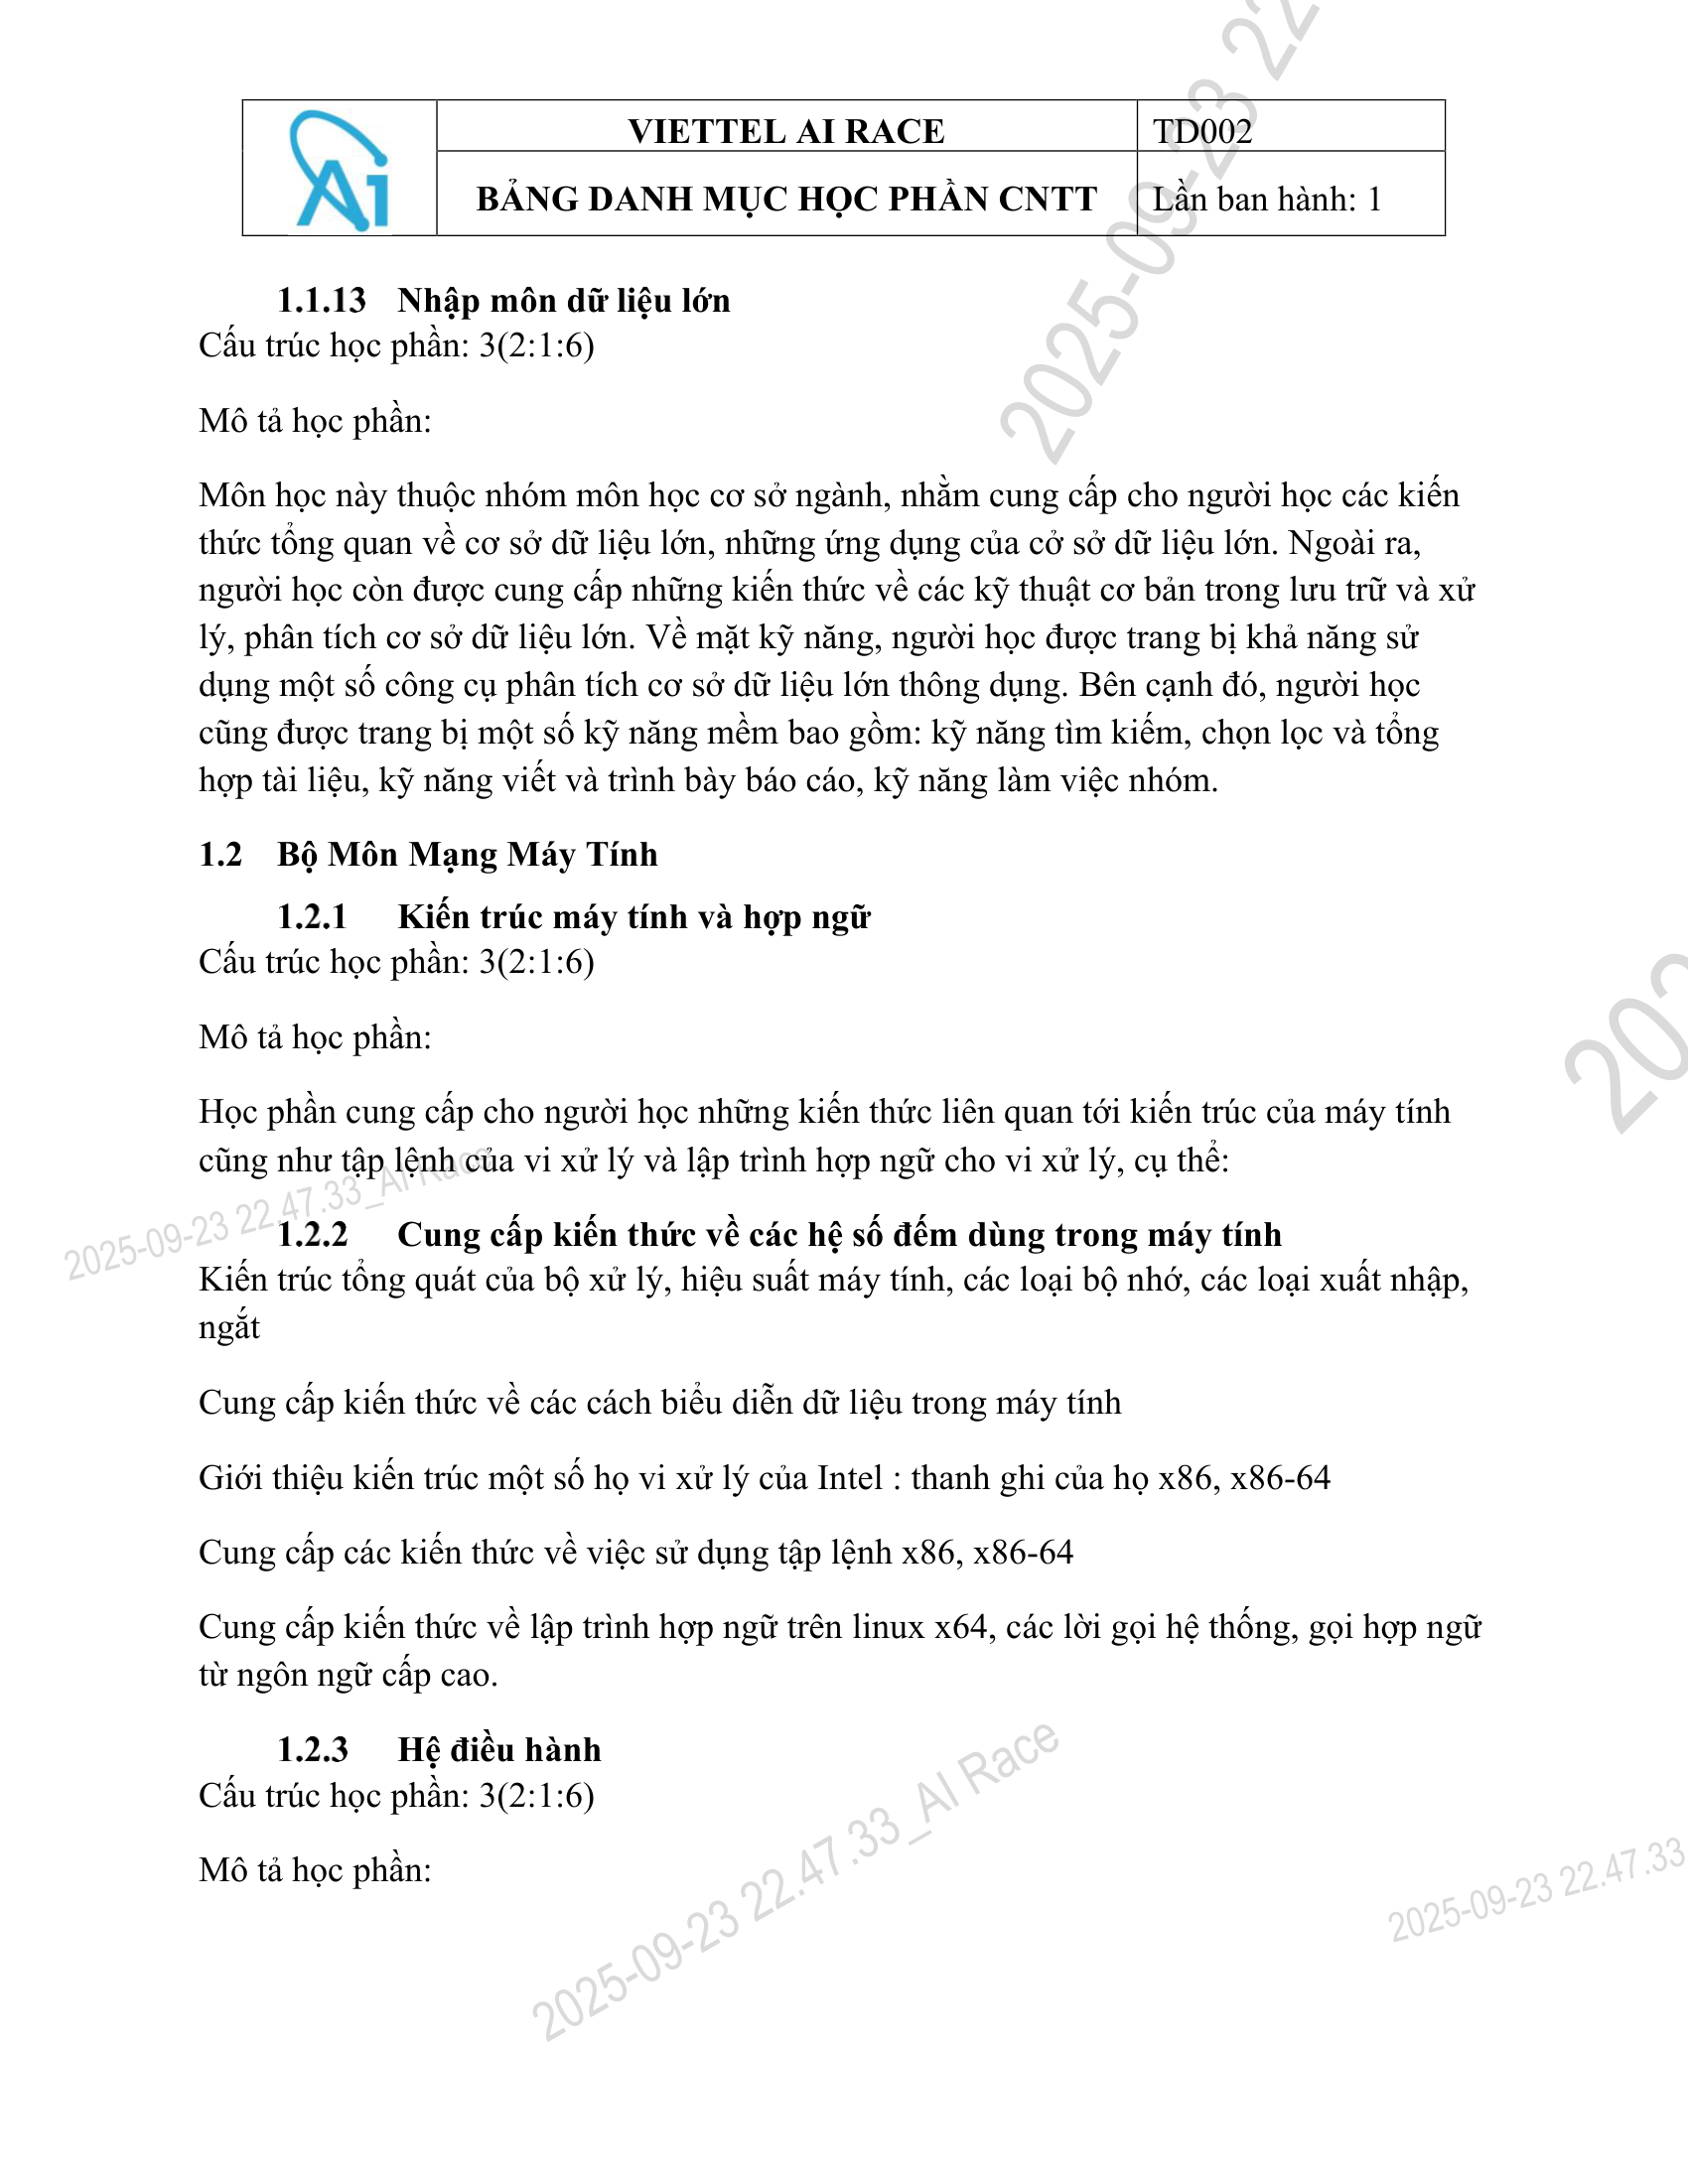 VIETTEL AI RACE
TD002
BẢNG DANH MỤC HỌC PHẦN CNTT
Lần ban hành: 1
1.1.13 Nhập môn dữ liệu lớn
Cấu trúc học phần: 3(2:1:6)
Mô tả học phần:
Môn học này thuộc nhóm môn học cơ sở ngành, nhằm cung cấp cho người học các kiến
thức tổng quan về cơ sở dữ liệu lớn, những ứng dụng của cở sở dữ liệu lớn. Ngoài ra,
người học còn được cung cấp những kiến thức về các kỹ thuật cơ bản trong lưu trữ và xử
lý, phân tích cơ sở dữ liệu lớn. Về mặt kỹ năng, người học được trang bị khả năng sử
dụng một số công cụ phân tích cơ sở dữ liệu lớn thông dụng. Bên cạnh đó, người học
cũng được trang bị một số kỹ năng mềm bao gồm: kỹ năng tìm kiếm, chọn lọc và tổng
hợp tài liệu, kỹ năng viết và trình bày báo cáo, kỹ năng làm việc nhóm.
1.2 Bộ Môn Mạng Máy Tính
1.2.1 Kiến trúc máy tính và hợp ngữ
Cấu trúc học phần: 3(2:1:6)
Mô tả học phần:
Học phần cung cấp cho người học những kiến thức liên quan tới kiến trúc của máy tính
cũng như tập lệnh của vi xử lý và lập trình hợp ngữ cho vi xử lý, cụ thể:
1.2.2 Cung cấp kiến thức về các hệ số đếm dùng trong máy tính
Kiến trúc tổng quát của bộ xử lý, hiệu suất máy tính, các loại bộ nhớ, các loại xuất nhập,
ngắt
Cung cấp kiến thức về các cách biểu diễn dữ liệu trong máy tính
Giới thiệu kiến trúc một số họ vi xử lý của Intel : thanh ghi của họ x86, x86-64
Cung cấp các kiến thức về việc sử dụng tập lệnh x86, x86-64
Cung cấp kiến thức về lập trình hợp ngữ trên linux x64, các lời gọi hệ thống, gọi hợp ngữ
từ ngôn ngữ cấp cao.
1.2.3 Hệ điều hành
Cấu trúc học phần: 3(2:1:6)
Mô tả học phần:
2025-09-23 22
202
2025-09-23 22.47.33_AI Race
2025-09-23 22.47.33_AI Race
2025-09-23 22.47.33